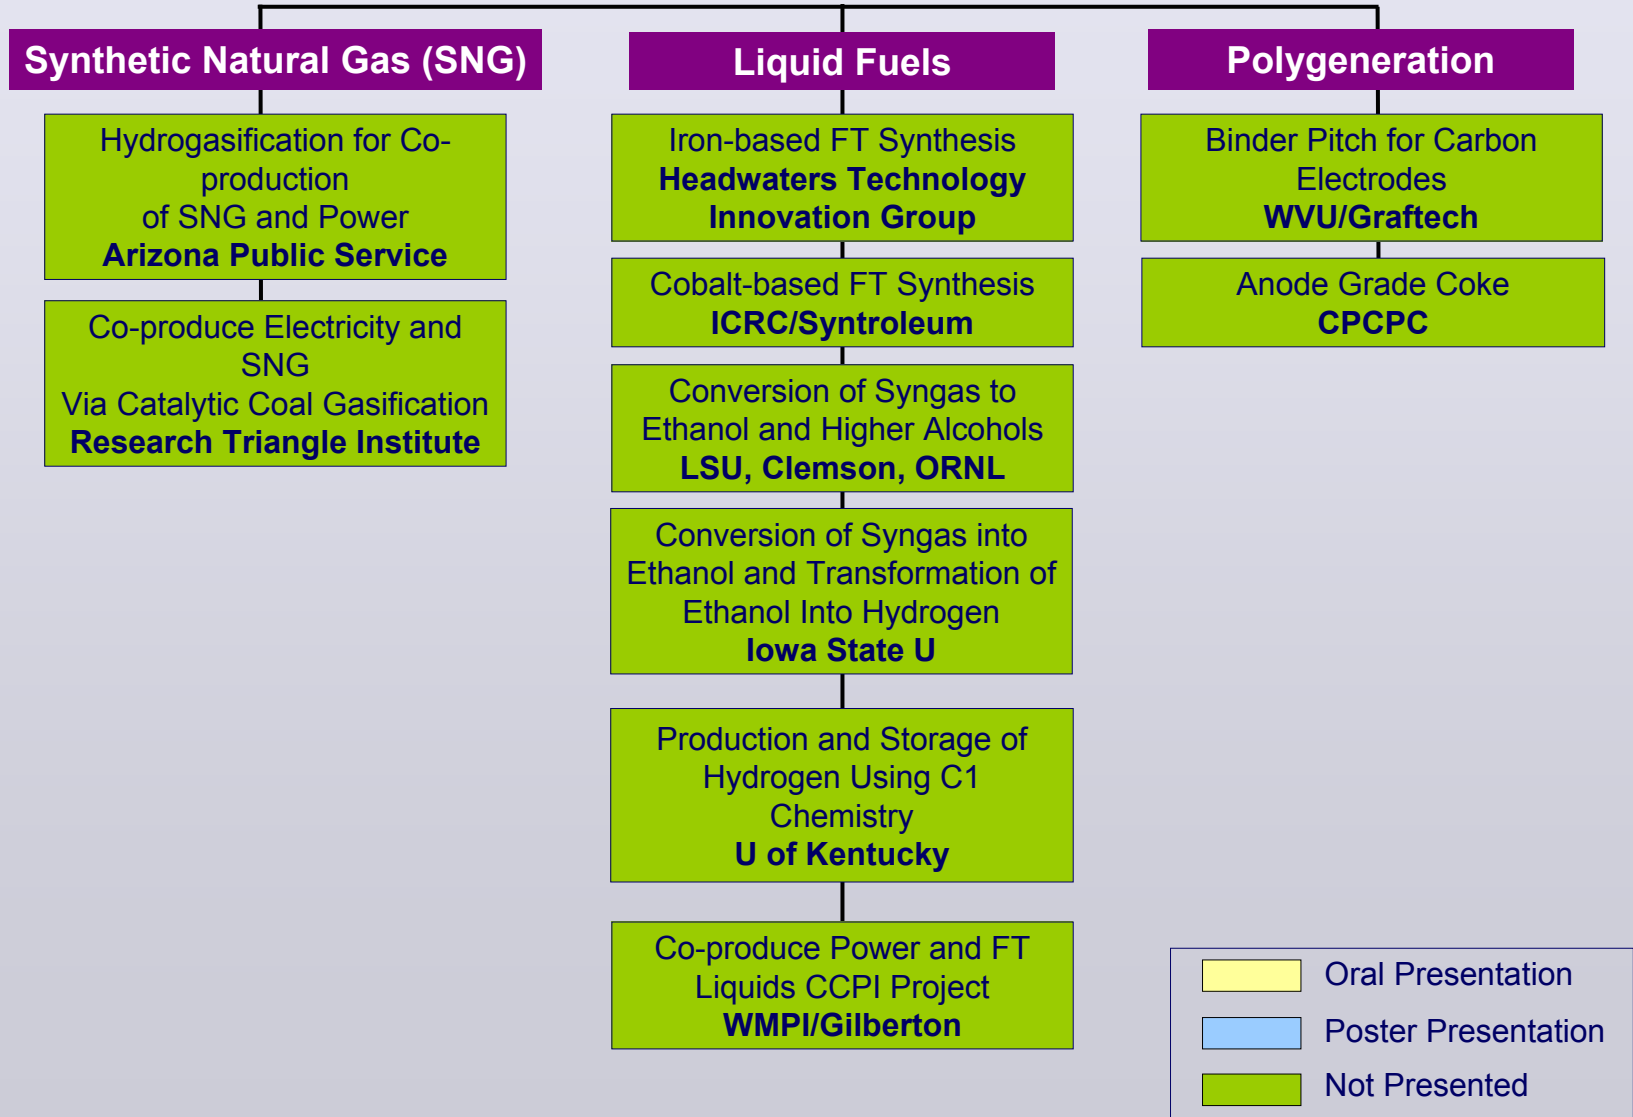 Synthetic Natural Gas (SNG)
Hydrogasification for Co-
production
of SNG and Power
Arizona Public Service
Co-produce Electricity and
SNG
Via Catalytic Coal Gasification
Research Triangle Institute
Liquid Fuels
Iron-based FT Synthesis
Headwaters Technology
Innovation Group
Cobalt-based FT Synthesis
ICRC/Syntroleum
Conversion of Syngas to
Ethanol and Higher Alcohols
LSU, Clemson, ORNL
Conversion of Syngas into
Ethanol and Transformation of
Ethanol Into Hydrogen
Iowa State U
Production and Storage of
Hydrogen Using C1
Chemistry
U of Kentucky
Co-produce Power and FT
Liquids CCPI Project
WMPI/Gilberton
Polygeneration
Binder Pitch for Carbon
Electrodes
WVU/Graftech
Anode Grade Coke
CPCPC
Oral Presentation
Poster Presentation
Not Presented